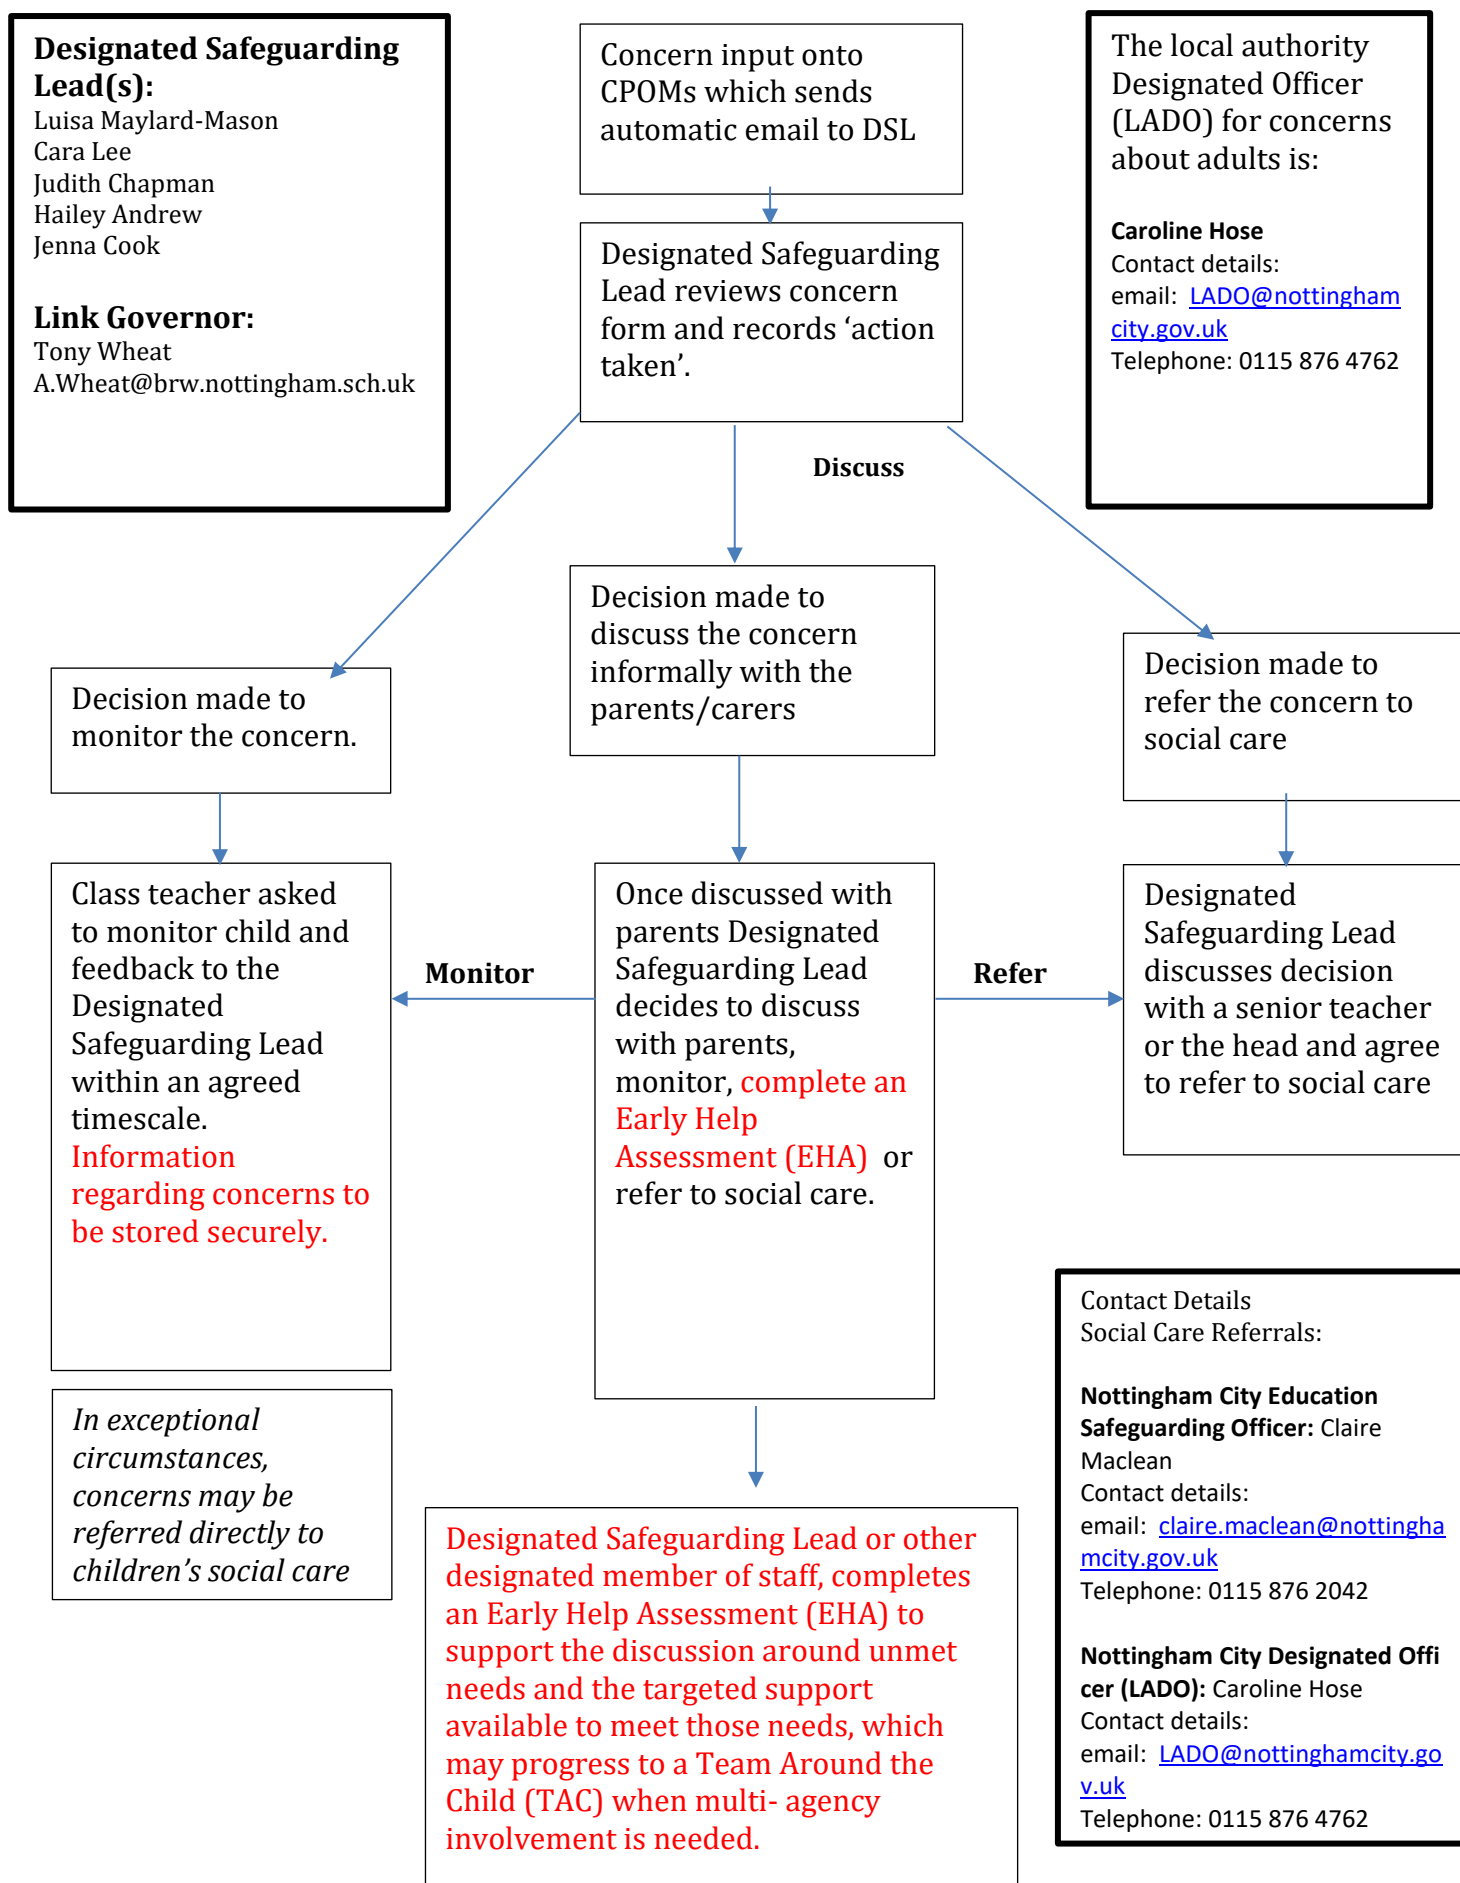 Designated Safeguarding
Lead(s):
Luisa Maylard-Mason
Cara Lee
Judith Chapman
Hailey Andrew
Jenna Cook
Link Governor:
Tony Wheat
A.Wheat@brw.nottingham.sch.uk
Concern input onto
CPOMs which sends
automatic email to DSL
The local authority
Designated Officer
(LADO) for concerns
about adults is:
Caroline Hose
Contact details:
email: LADO@nottingham
city.gov.uk
Telephone: 0115 876 4762
Designated Safeguarding
Lead reviews concern
form and records ‘action
taken’.
Discuss
Decision made to
monitor the concern.
Decision made to
discuss the concern
informally with the
parents/carers
Decision made to
refer the concern to
social care
Class teacher asked
to monitor child and
feedback to the
Designated
Safeguarding Lead
within an agreed
timescale.
Information
regarding concerns to
be stored securely.
Monitor
Once discussed with
parents Designated
Safeguarding Lead
decides to discuss
with parents,
monitor, complete an
Early Help
Assessment (EHA) or
refer to social care.
Refer
Designated
Safeguarding Lead
discusses decision
with a senior teacher
or the head and agree
to refer to social care
In exceptional
circumstances,
concerns may be
referred directly to
children’s social care
Designated Safeguarding Lead or other
designated member of staff, completes
an Early Help Assessment (EHA) to
support the discussion around unmet
needs and the targeted support
available to meet those needs, which
may progress to a Team Around the
Child (TAC) when multi- agency
involvement is needed.
Contact Details
Social Care Referrals:
Nottingham City Education
Safeguarding Officer: Claire
Maclean
Contact details:
email: claire.maclean@nottingha
mcity.gov.uk
Telephone: 0115 876 2042
Nottingham City Designated Offi
cer (LADO): Caroline Hose
Contact details:
email: LADO@nottinghamcity.go
v.uk
Telephone: 0115 876 4762